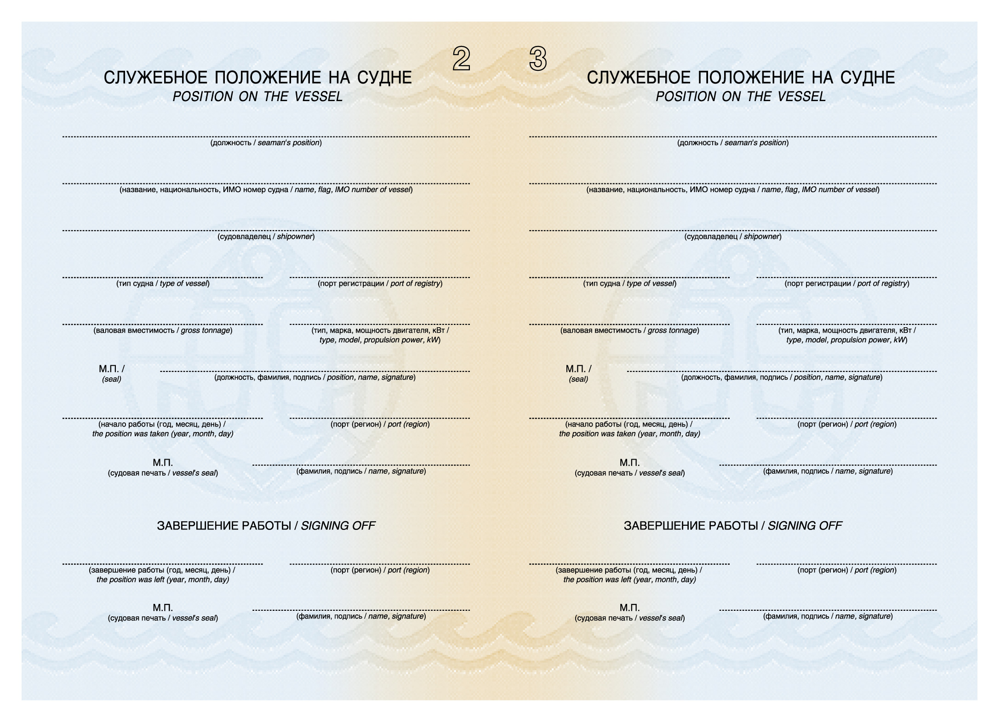 2
СЛУЖЕБНОЕ ПОЛОЖЕНИЕ НА СУДНЕ
POSITION ON THE VESSEL
(должность / seaman's position)
(название, национальность, ИМО номер судна / name, flag, IMO number of vessel)
(судовладелец / shipowner)
(тип судна / type of vessel) (порт регистрации / port of registry)
(валовая вместимость / gross tonnage) (тип, марка, мощность двигателя, кВт /
type, model, propulsion power, kW)
М.П. /
(seal) (должность, фамилия, подпись / position, name, signature)
(начало работы (год, месяц, день) / (порт (регион) / port (region)
the position was taken (year, month, day)
М.П.
(судовая печать / vessel's seal) (фамилия, подпись / name, signature)
ЗАВЕРШЕНИЕ РАБОТЫ / SIGNING OFF
(завершение работы (год, месяц, день) / (порт (регион) / port (region)
the position was left (year, month, day)
М.П.
(судовая печать / vessel's seal) (фамилия, подпись / name, signature)
3
СЛУЖЕБНОЕ ПОЛОЖЕНИЕ НА СУДНЕ
POSITION ON THE VESSEL
(должность / seaman's position)
(название, национальность, ИМО номер судна / name, flag, IMO number of vessel)
(судовладелец / shipowner)
(тип судна / type of vessel) (порт регистрации / port of registry)
(валовая вместимость / gross tonnage) (тип, марка, мощность двигателя, кВт /
type, model, propulsion power, kW)
М.П. /
(seal) (должность, фамилия, подпись / position, name, signature)
(начало работы (год, месяц, день) / (порт (регион) / port (region)
the position was taken (year, month, day)
М.П.
(судовая печать / vessel's seal) (фамилия, подпись / name, signature)
ЗАВЕРШЕНИЕ РАБОТЫ / SIGNING OFF
(завершение работы (год, месяц, день) / (порт (регион) / port (region)
the position was left (year, month, day)
М.П.
(судовая печать / vessel's seal) (фамилия, подпись / name, signature)